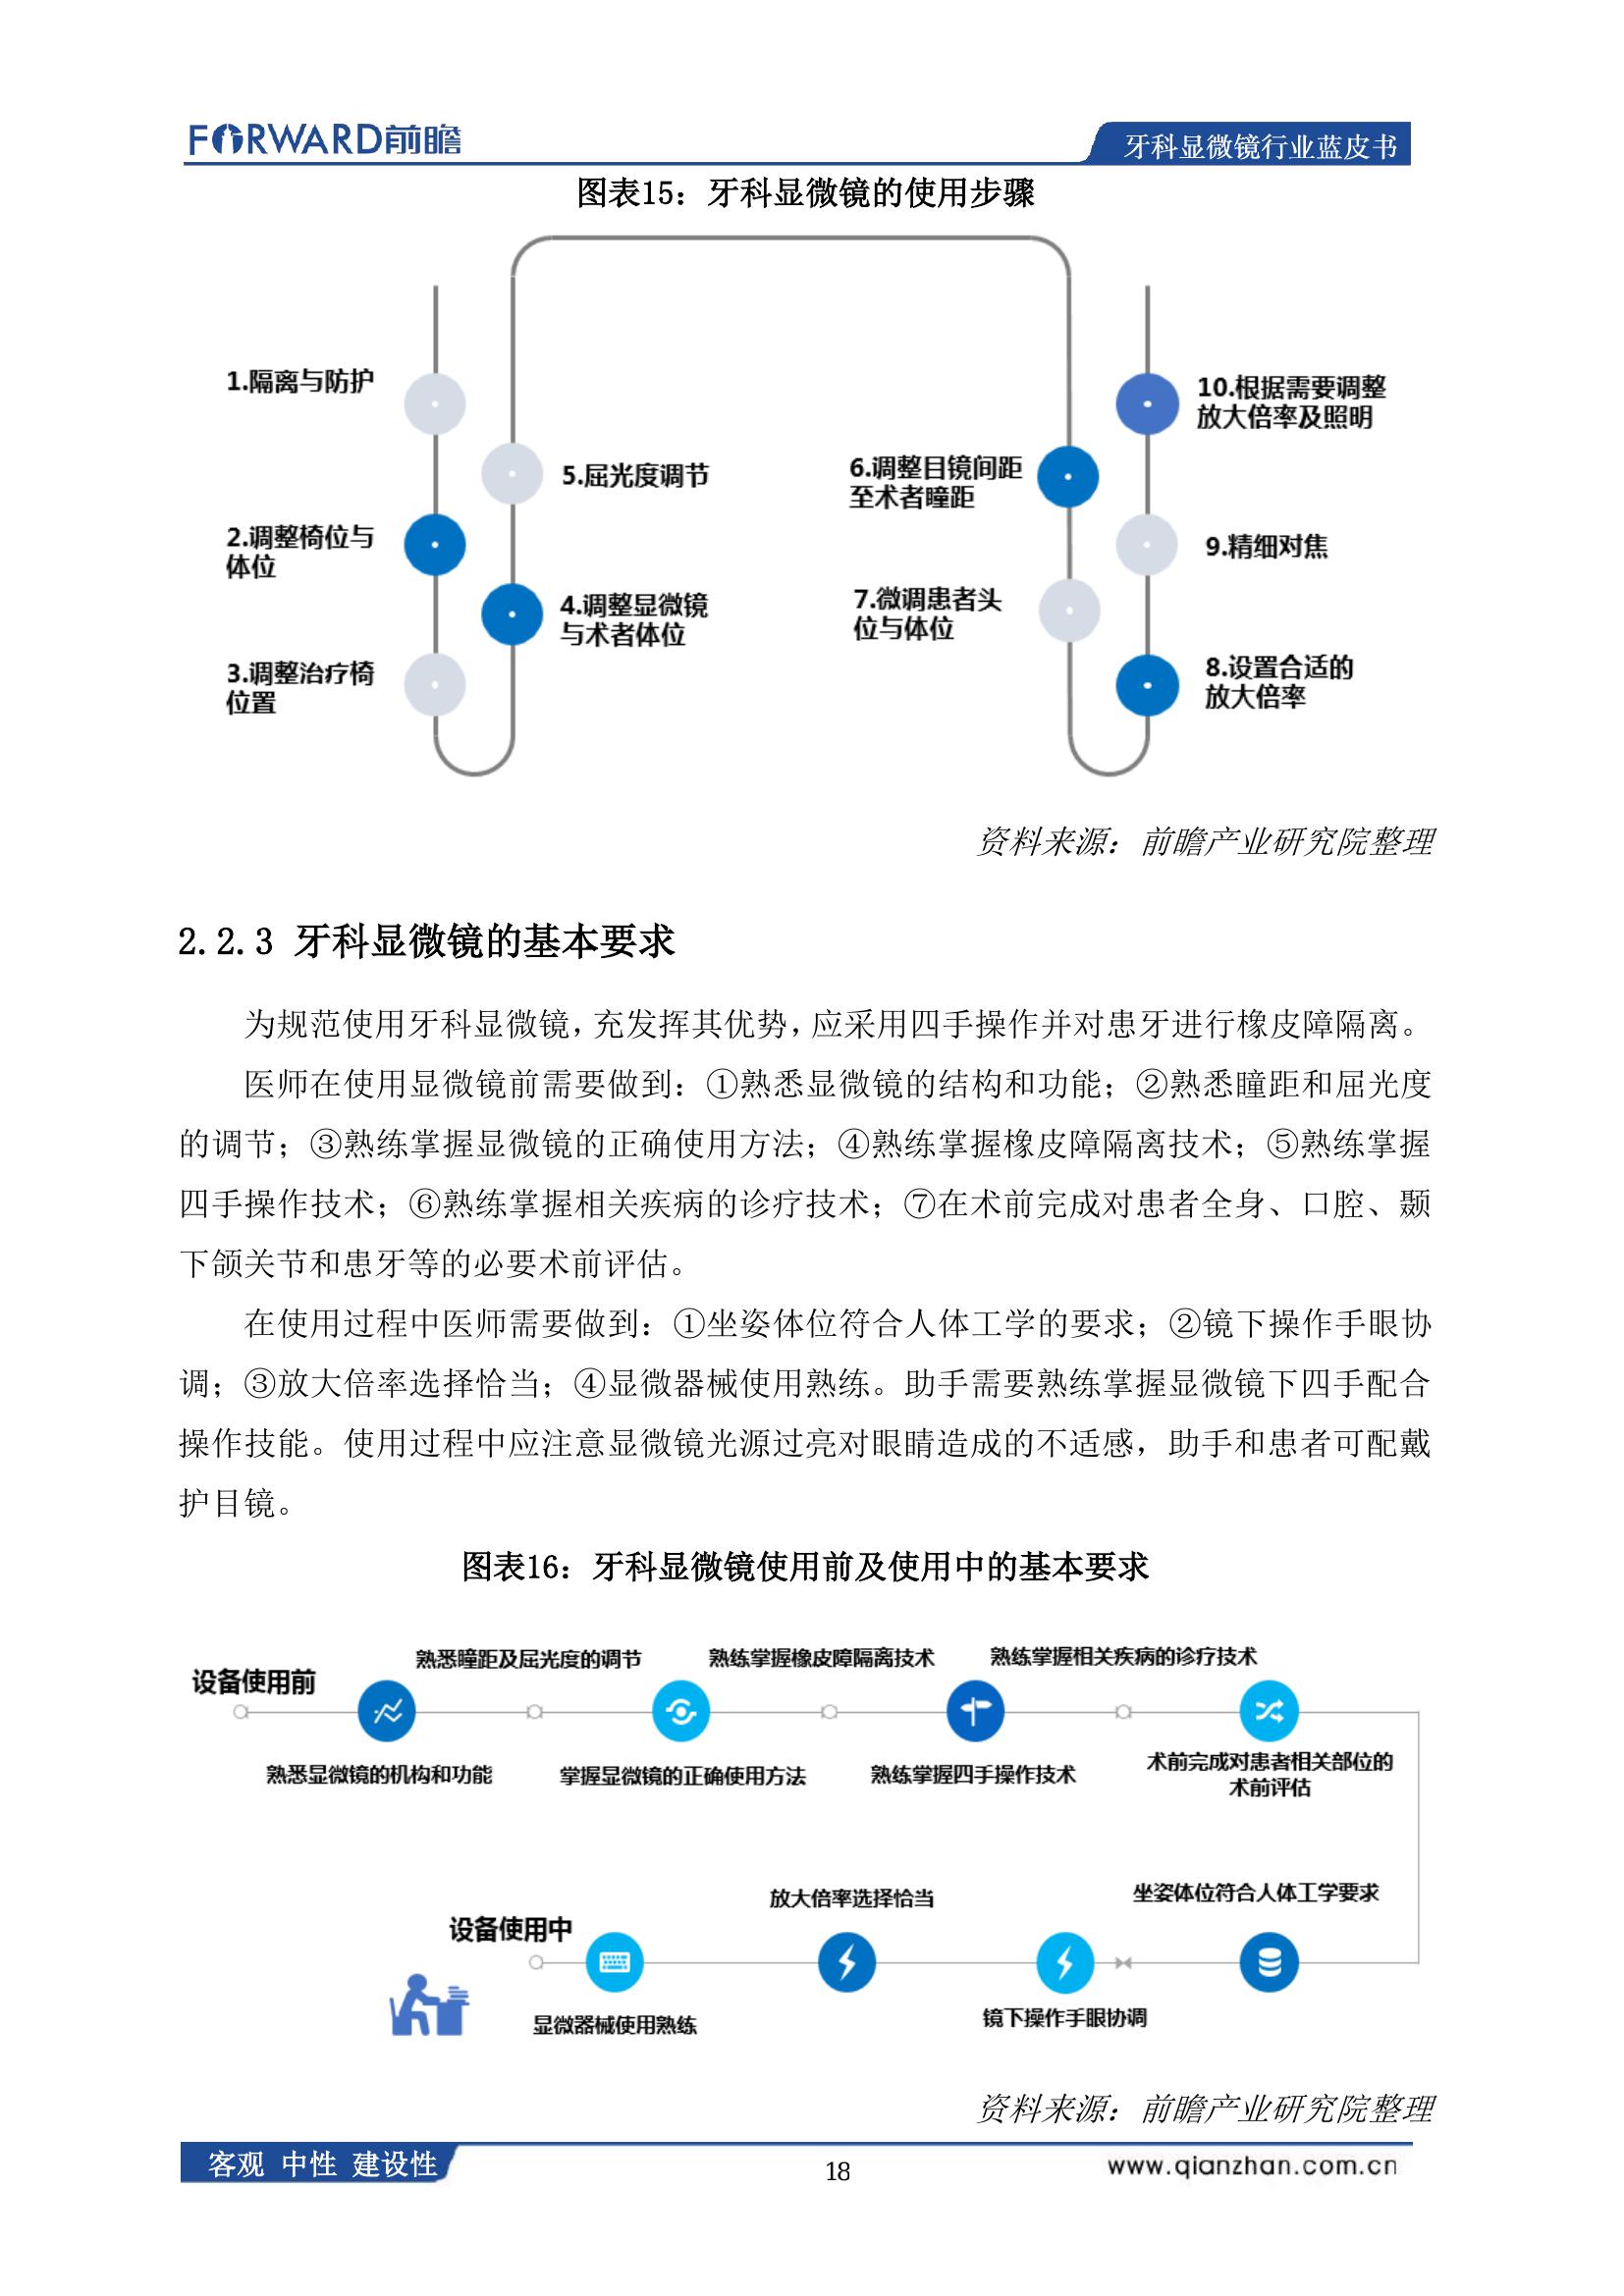 FORWARD前瞻
牙科显微镜行业蓝皮书
图表15：牙科显微镜的使用步骤
1.隔离与防护
2.调整椅位与
体位
3.调整治疗椅
位置
4.调整显微镜
与术者体位
5.屈光度调节
6.调整目镜间距
至术者瞳距
7.微调患者头
位与体位
8.设置合适的
放大倍率
9.精细对焦
10.根据需要调整
放大倍率及照明
资料来源：前瞻产业研究院整理
2.2.3 牙科显微镜的基本要求
为规范使用牙科显微镜，充发挥其优势，应采用四手操作并对患牙进行橡皮障隔离。
医师在使用显微镜前需要做到：①熟悉显微镜的结构和功能；②熟悉瞳距和屈光度
的调节；③熟练掌握显微镜的正确使用方法；④熟练掌握橡皮障隔离技术；⑤熟练掌握
四手操作技术；⑥熟练掌握相关疾病的诊疗技术；⑦在术前完成对患者全身、口腔、颞
下颌关节和患牙等的必要术前评估。
在使用过程中医师需要做到：①坐姿体位符合人体工学的要求；②镜下操作手眼协
调；③放大倍率选择恰当；④显微器械使用熟练。助手需要熟练掌握显微镜下四手配合
操作技能。使用过程中应注意显微镜光源过亮对眼睛造成的不适感，助手和患者可配戴
护目镜。
图表16：牙科显微镜使用前及使用中的基本要求
设备使用前
熟悉瞳距及屈光度的调节
熟练掌握橡皮障隔离技术
熟练掌握相关疾病的诊疗技术
熟悉显微镜的机构和功能
掌握显微镜的正确使用方法
熟练掌握四手操作技术
术前完成对患者相关部位的
术前评估
设备使用中
放大倍率选择恰当
坐姿体位符合人体工学要求
显微器械使用熟练
镜下操作手眼协调
资料来源：前瞻产业研究院整理
客观 中性 建设性
18
www.qianzhan.com.cn